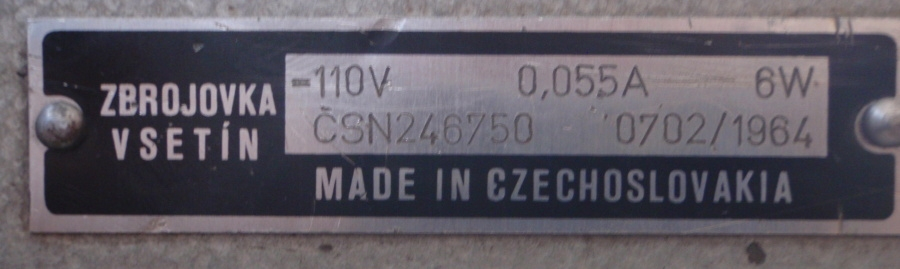 ZBROJOVKA
VSETÍN
=110V 0,055A 6W
ČSN246750 0702/1964
MADE IN CZECHOSLOVAKIA